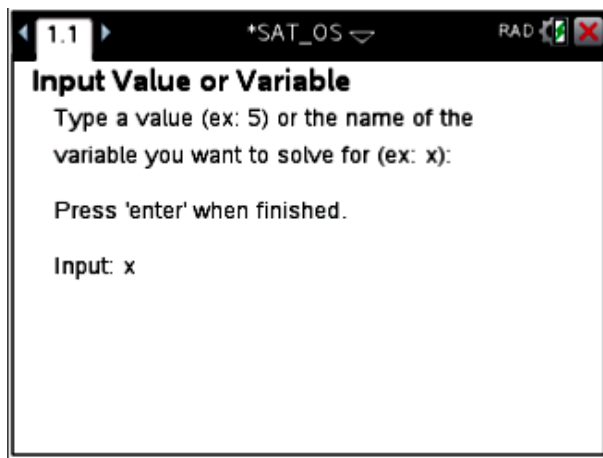 1.1 *SAT_OS RAD
Input Value or Variable
Type a value (ex: 5) or the name of the
variable you want to solve for (ex: x):
Press 'enter' when finished.
Input: x